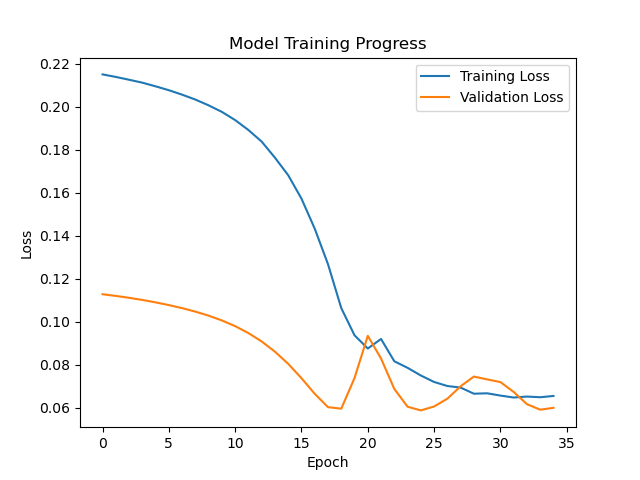 Model Training Progress
Training Loss
Validation Loss
0.22
0.20
0.18
0.16
0.14
0.12
0.10
0.08
0.06
Loss
0 5 10 15 20 25 30 35
Epoch